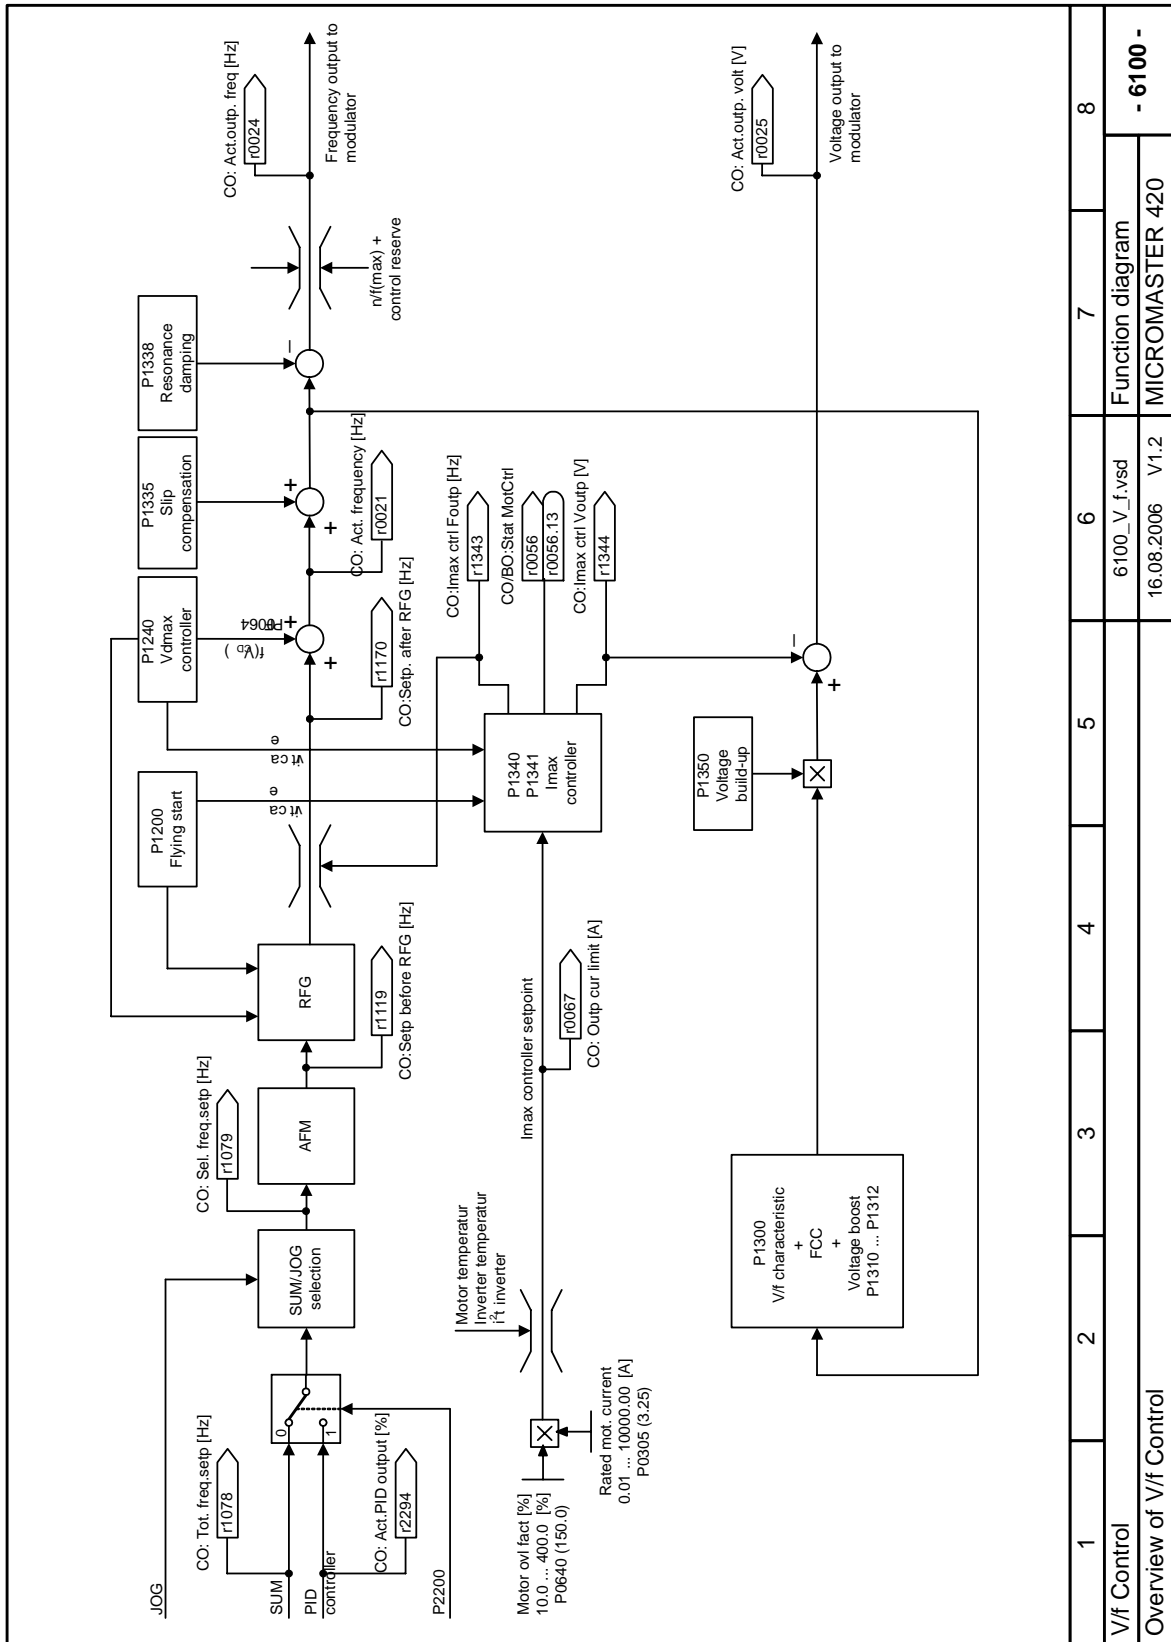 JOG
SUM
PID
controller
P2200
CO: Tot. freq.setp [Hz]
r1078
CO: Act.PID output [%]
r2294
0
1
SUM/JOG
selection
CO: Sel. freq.setp [Hz]
r1079
AFM
CO:Setp before RFG [Hz]
r1119
RFG
P1200
Flying start
P1240
Vdmax
controller
P1335
Slip
compensation
P1338
Resonance
damping
CO:Setp. after RFG [Hz]
r1170
+
+
CO: Act. frequency [Hz]
r0021
+
+
–
n/f(max) +
control reserve
CO: Act.outp. freq [Hz]
r0024
Frequency output to
modulator
Motor ovl fact [%]
10.0 ... 400.0 [%]
P0640 (150.0)
Rated mot. current
0.01 ... 10000.00 [A]
P0305 (3.25)
Motor temperatur
Inverter temperatur
i²t inverter
Imax controller setpoint
r0067
CO: Outp cur limit [A]
P1340
P1341
Imax
controller
CO:Imax ctrl Foutp [Hz]
r1343
CO/BO:Stat MotCtrl
r0056
r0056.13
CO:Imax ctrl Voutp [V]
r1344
P1300
V/f characteristic
+
FCC
+
Voltage boost
P1310 ... P1312
P1350
Voltage
build-up
+
–
CO: Act.outp. volt [V]
r0025
Voltage output to
modulator
1
2
3
4
5
6
7
8
V/f Control
6100_V_f.vsd
Function diagram
- 6100 -
Overview of V/f Control
16.08.2006
V1.2
MICROMASTER 420